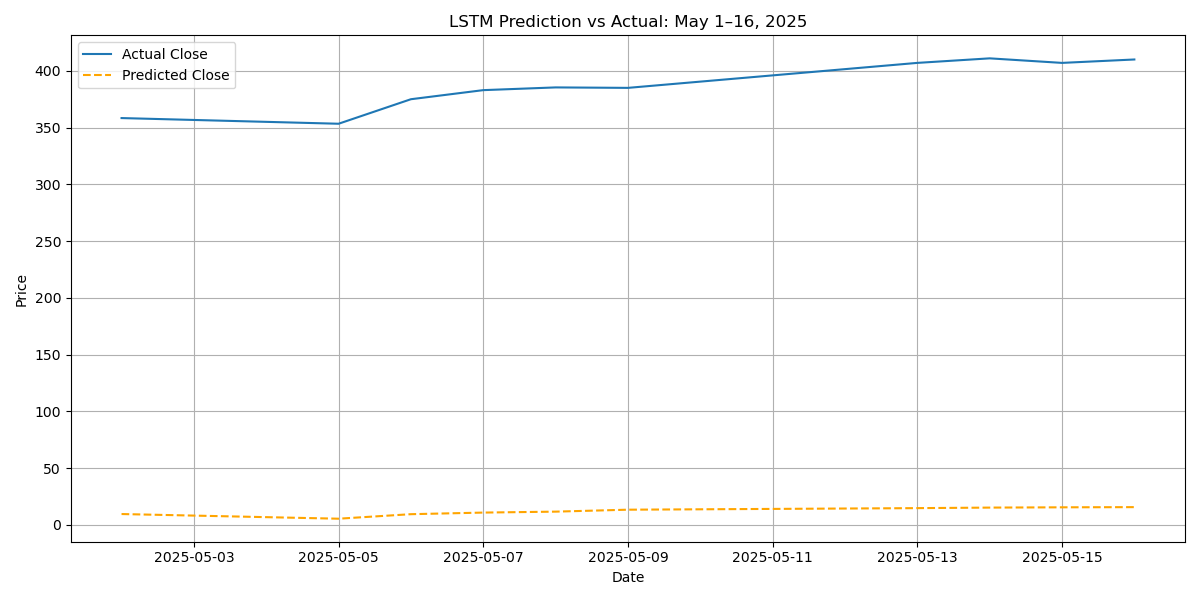 LSTM Prediction vs Actual: May 1–16, 2025
Actual Close
Predicted Close
400
350
300
250
200
150
100
50
0
Price
2025-05-03 2025-05-05 2025-05-07 2025-05-09 2025-05-11 2025-05-13 2025-05-15
Date